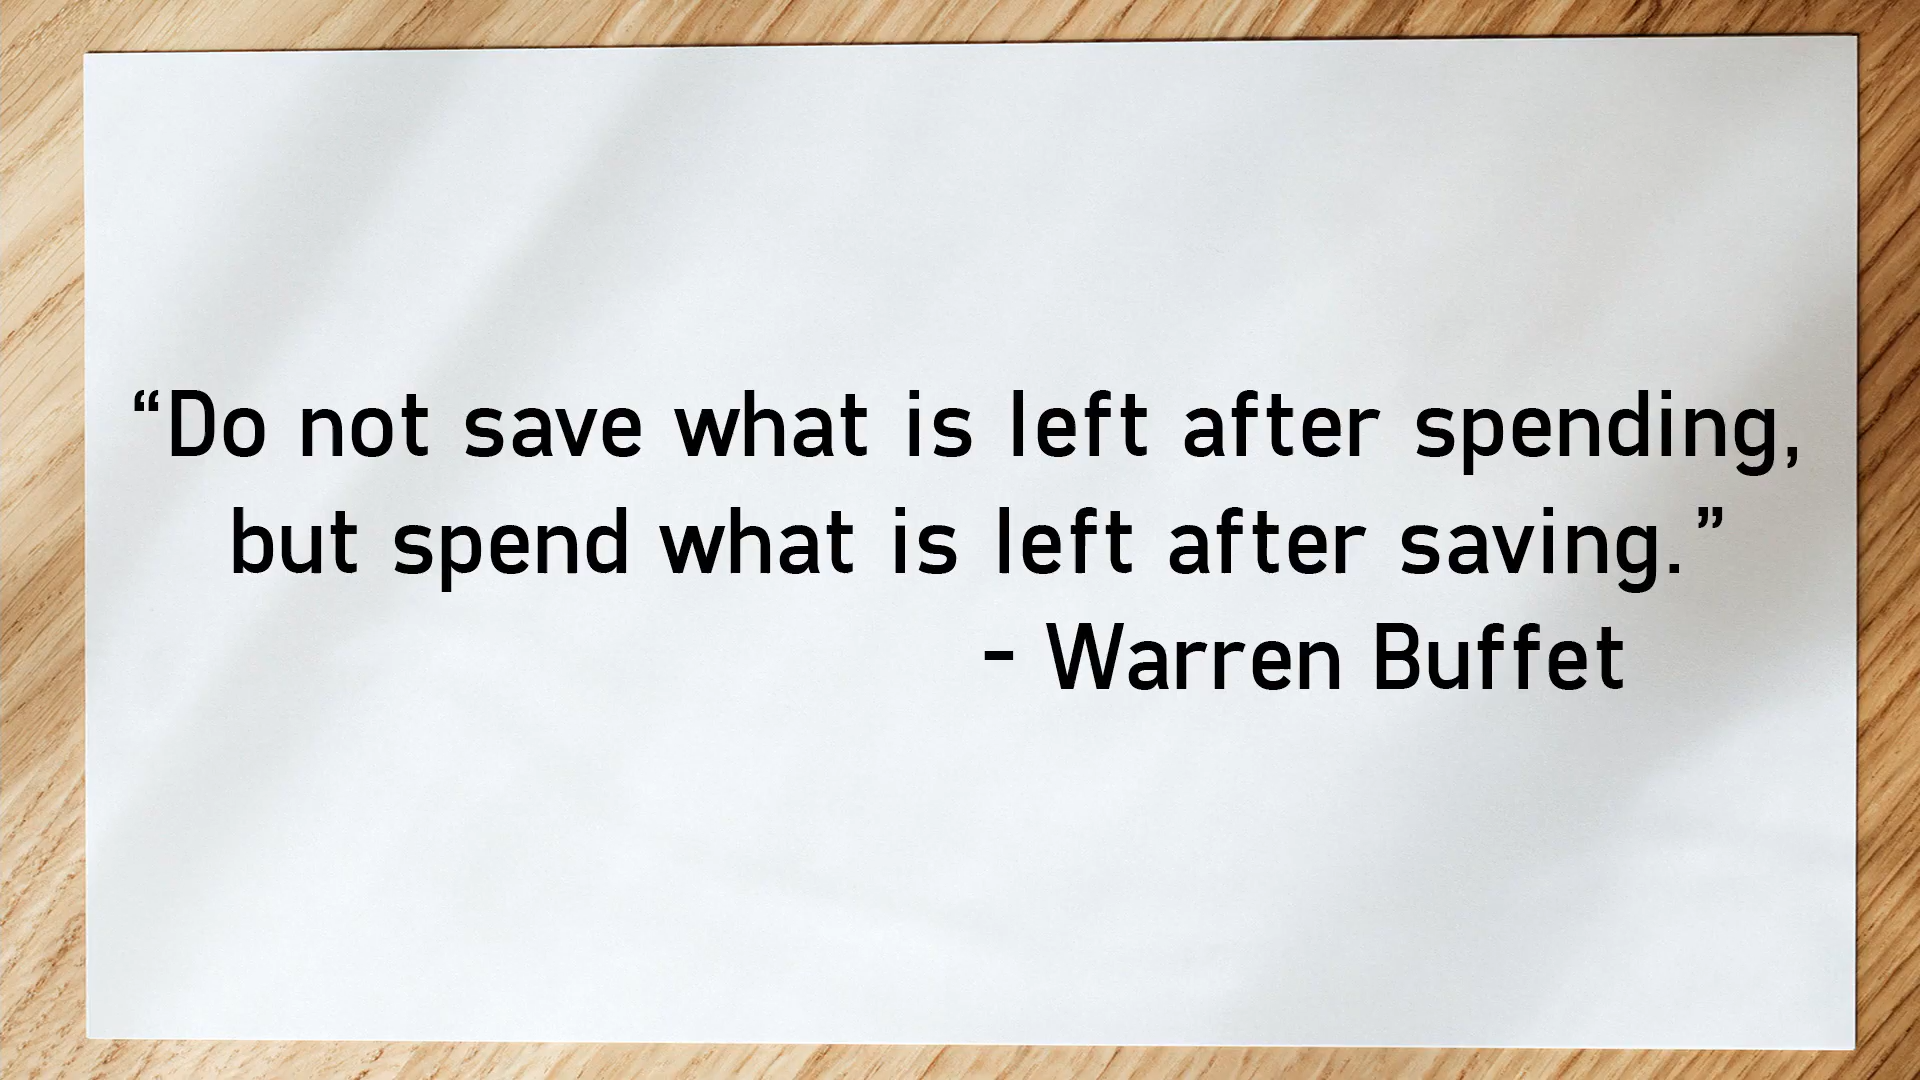 “Do not save what is left after spending,
but spend what is left after saving.”
- Warren Buffet